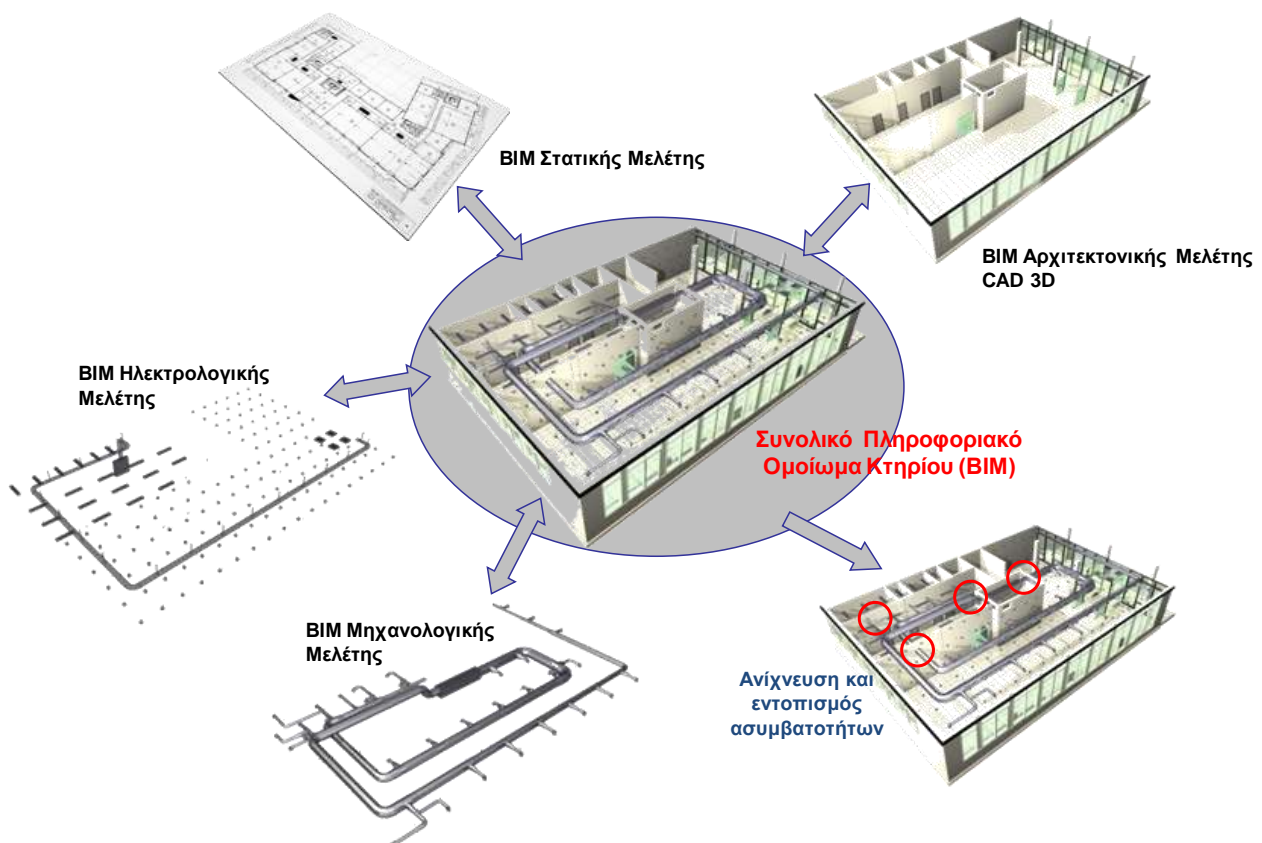 BIM Στατικής Μελέτης
BIM Αρχιτεκτονικής Μελέτης
CAD 3D
BIM Ηλεκτρολογικής
Μελέτης
Συνολικό Πληροφοριακό
Ομοίωμα Κτηρίου (BIM)
BIM Μηχανολογικής
Μελέτης
Ανίχνευση και
εντοπισμός
ασυμβατοτήτων